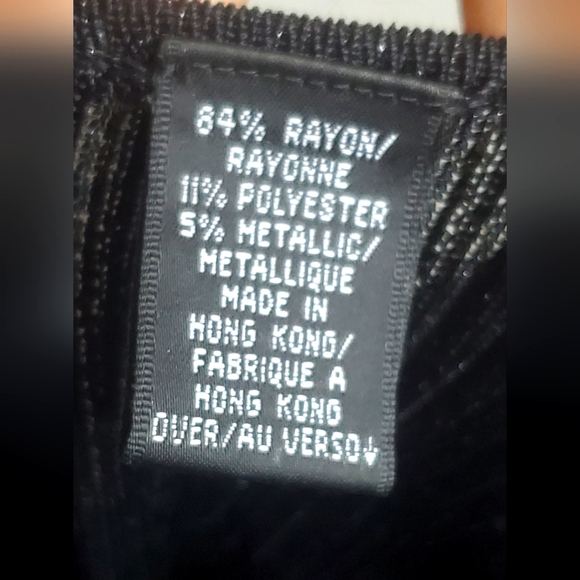 84% RAYON/
RAYONNE
11% POLYESTER
5% METALLIC/
METALLIQUE
MADE IN
HONG KONG/
FABRIQUE A
HONG KONG
OVER/AU VERSO↓